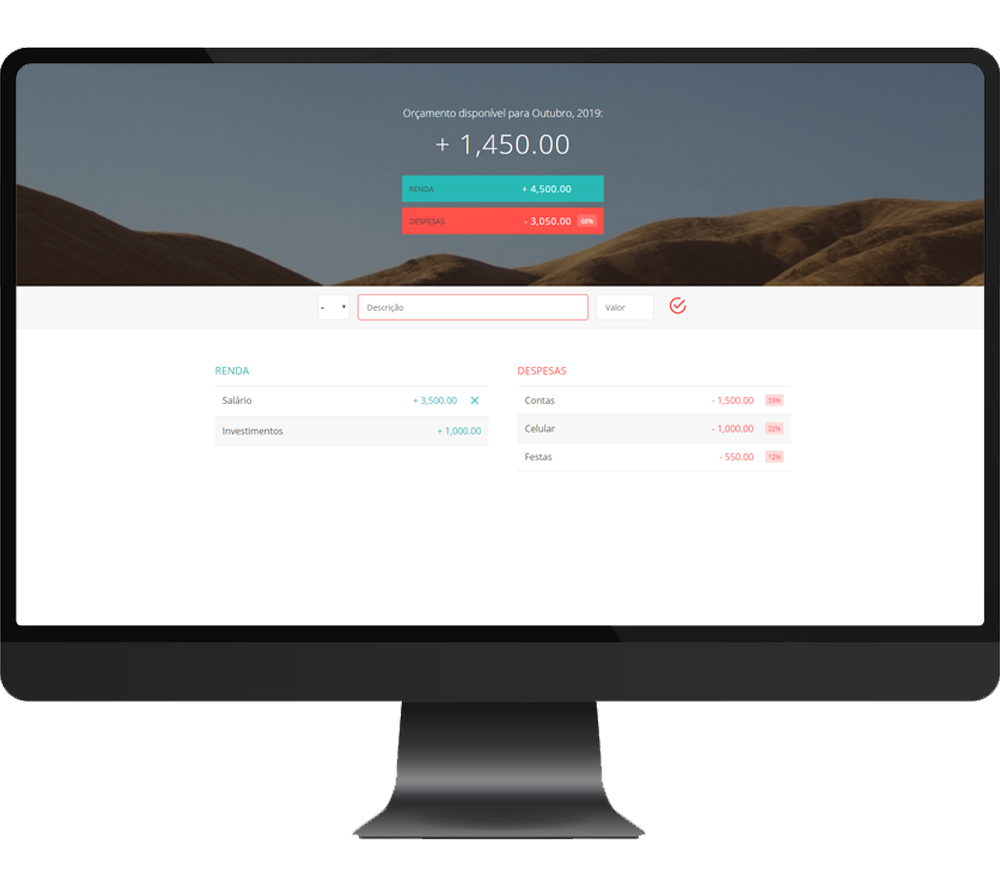 Orçamento disponível para Outubro, 2019:
+ 1,450.00
RENDA + 4,500.00
DESPESAS - 3,050.00 68%
- Descrição Valor
RENDA
Salário + 3,500.00
Investimentos + 1,000.00
DESPESAS
Contas - 1,500.00 33%
Celular - 1,000.00 22%
Festas - 550.00 12%